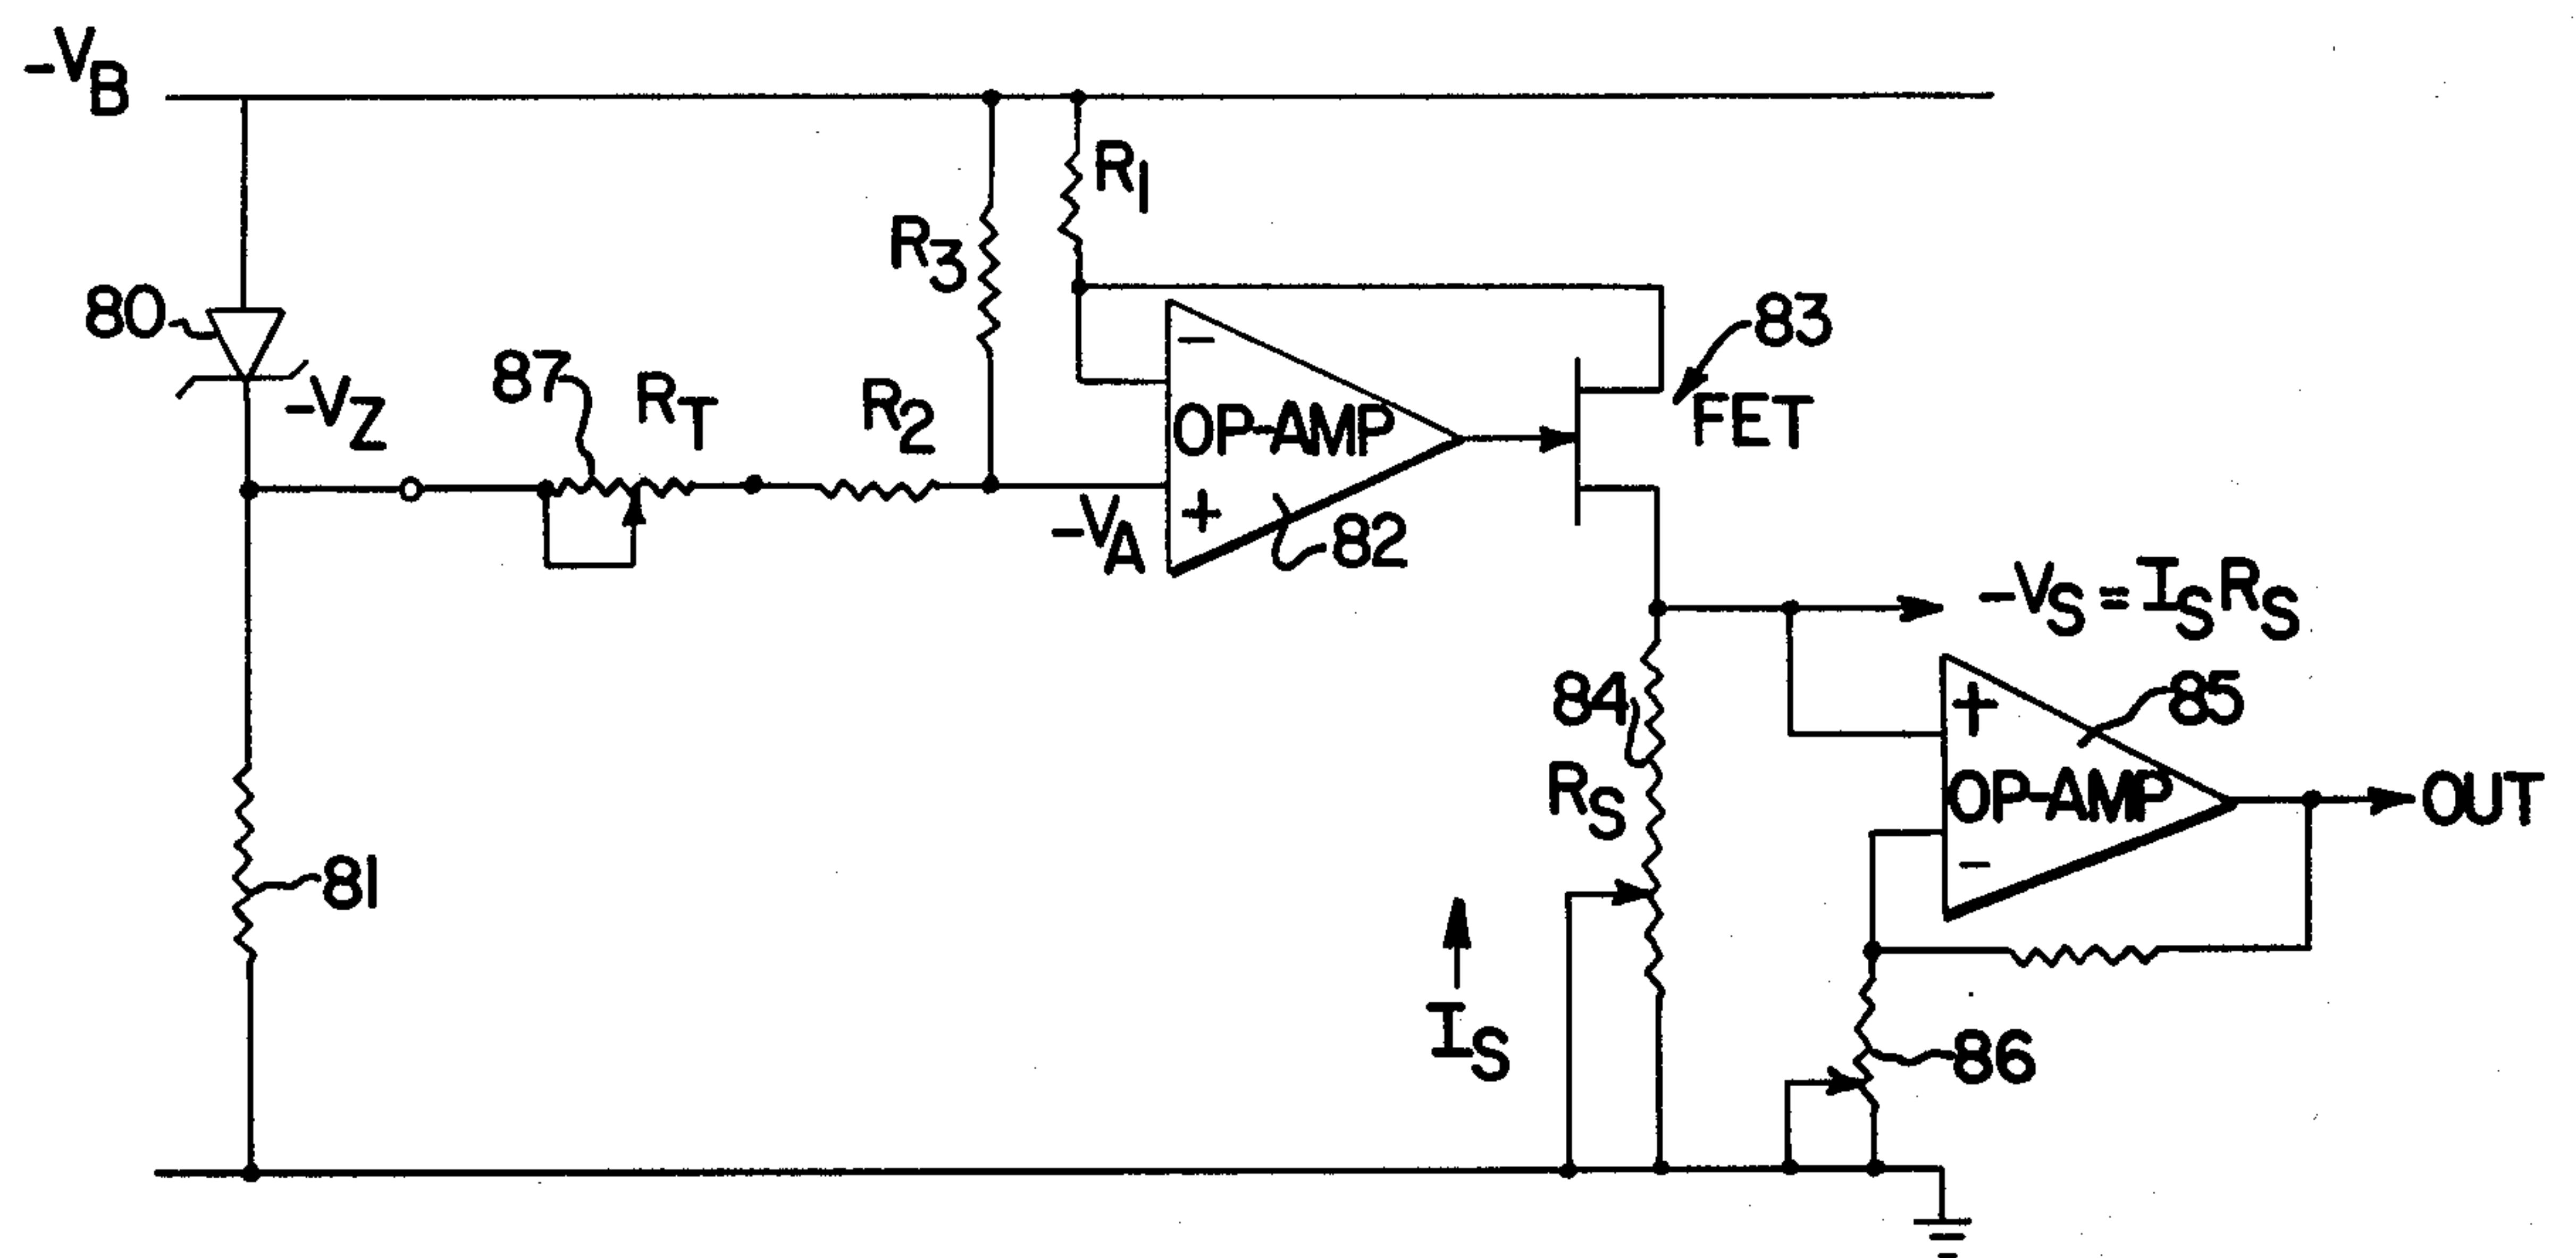 -VB
R1
R3
80
83
87
RT
R2
-VZ
-
OP-AMP
FET
+
-VA
82
-VS = ISRS
84
+
85
RS
OP-AMP
OUT
-
81
IS
86